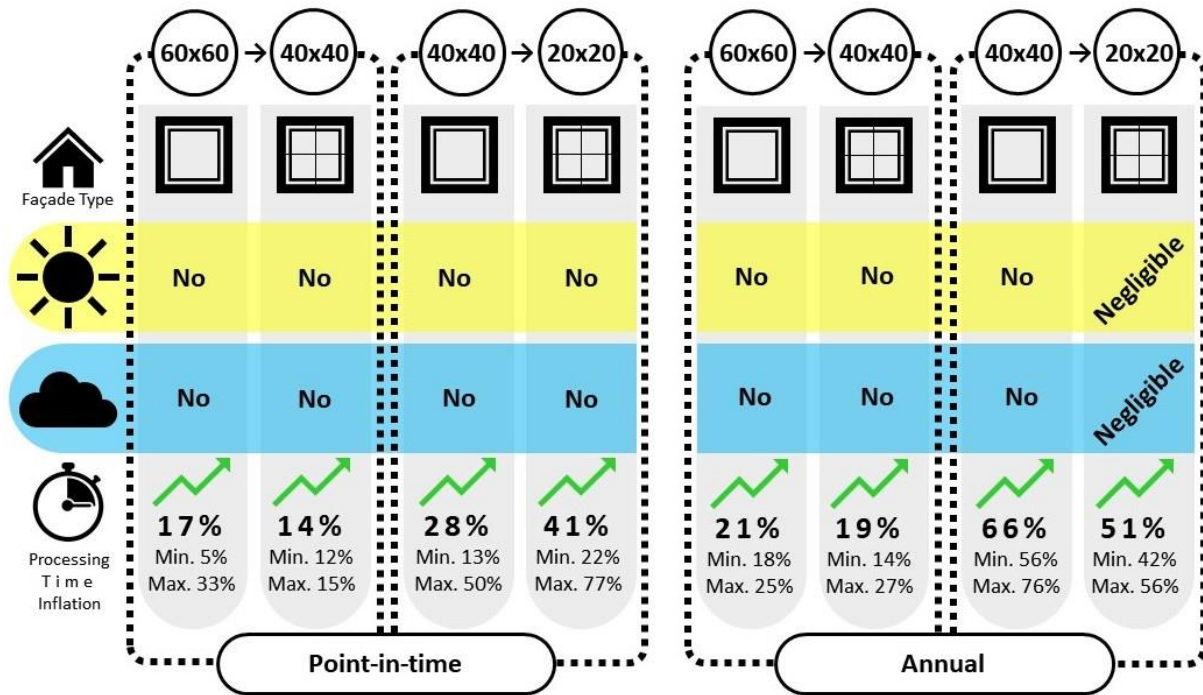 60x60 → 40x40 40x40 → 20x20 60x60 → 40x40 40x40 → 20x20
Façade Type
No No No No No No No Negligible
No No No No No No No Negligible
17% 14% 28% 41% 21% 19% 66% 51%
Processing Min. 5% Min. 12% Min. 13% Min. 22% Min. 18% Min. 14% Min. 56% Min. 42%
Time Max. 33% Max. 15% Max. 50% Max. 77% Max. 25% Max. 27% Max. 76% Max. 56%
Inflation
Point-in-time Annual